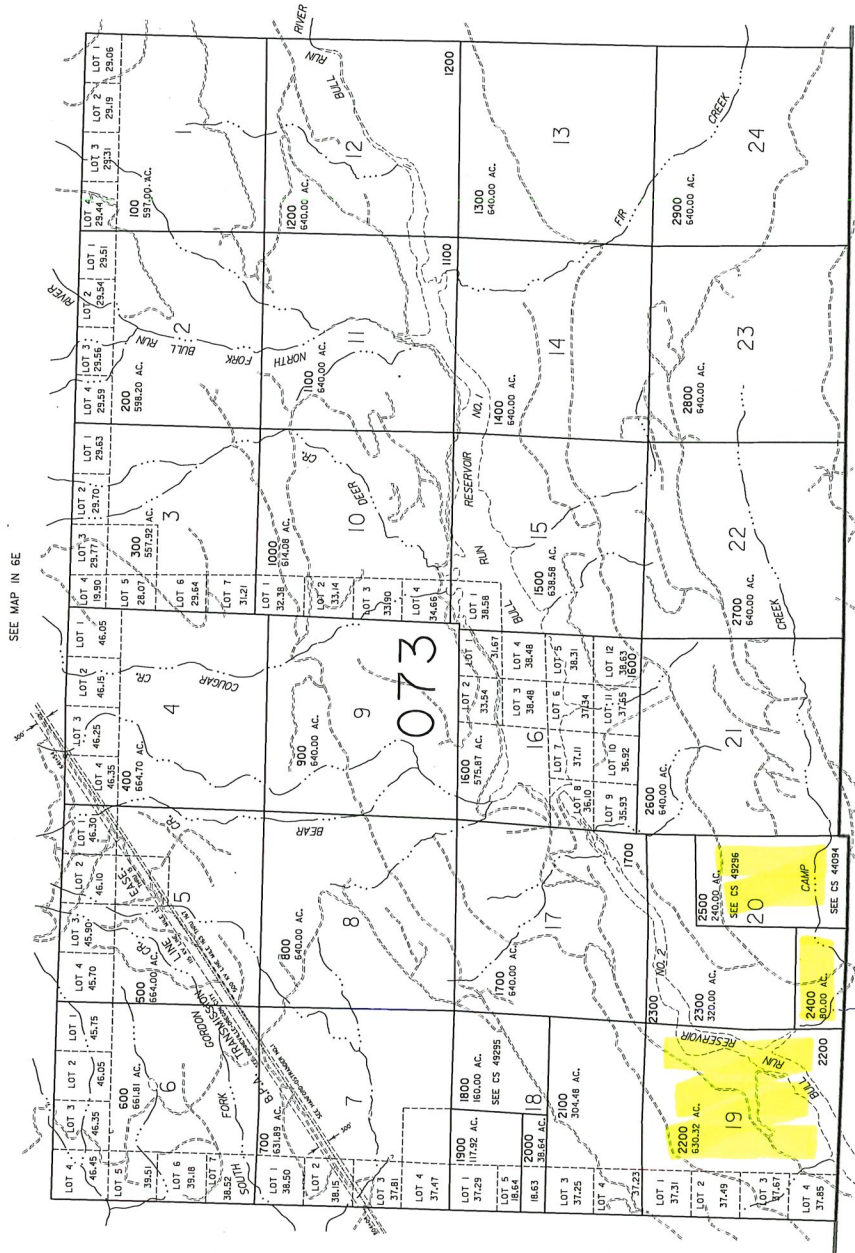 SEE MAP IN 6E
LOT 4
46.45
LOT 3
46.35
LOT 2
46.05
LOT 1
45.75
LOT 4
45.70
LOT 3
45.90
LOT 2
46.10
LOT 1
46.30
LOT 4
46.35
LOT 3
46.25
LOT 2
46.15
LOT 1
46.05
LOT 4
19.90
LOT 3
29.77
LOT 2
29.70
LOT 1
29.63
LOT 4
29.59
LOT 3
29.56
LOT 2
29.54
LOT 1
29.51
LOT 4
29.44
LOT 3
29.31
LOT 2
29.19
LOT 1
29.06
RIVER
RIVER
LOT 5
39.51
LOT 6
39.18
LOT 7
38.52
600
661.81 AC.
6
SOUTH FORK GORDON CR.
500
664.00 AC.
5
B.P.A. TRANSMISSION LINE EASE
400
664.70 AC.
4
COUGAR CR.
LOT 5
28.07
LOT 6
29.64
LOT 7
31.21
300
557.92 AC.
3
200
598.20 AC.
2
NORTH FORK BULL RUN
100
597.00 AC.
1
700
631.89 AC.
LOT 1
38.50
LOT 2
38.15
LOT 3
37.81
LOT 4
37.47
7
800
640.00 AC.
8
BEAR CR.
900
640.00 AC.
9
073
1000
614.08 AC.
LOT 1
32.38
LOT 2
33.14
LOT 3
33.90
LOT 4
34.66
10
DEER CR.
1100
640.00 AC.
11
1100
1200
640.00 AC.
12
BULL RUN
1200
1800
160.00 AC.
SEE CS 49295
1900
117.92 AC.
2000
38.64 AC.
18
2100
304.48 AC.
LOT 1
37.29
LOT 5
18.64
18.63
LOT 3
37.25
LOT 4
37.23
1700
640.00 AC.
17
1700
1600
575.87 AC.
LOT 2
33.54
LOT 1
31.67
LOT 3
38.48
LOT 4
38.48
16
LOT 7
37.11
LOT 6
37.34
LOT 5
38.31
LOT 8
36.10
LOT 9
35.93
LOT 10
36.92
LOT 11
37.65
LOT 12
38.63
1600
LOT 1
38.58
BULL RUN RESERVOIR NO. 1
1500
638.58 AC.
15
1400
640.00 AC.
14
1300
640.00 AC.
13
FIR CREEK
LOT 1
37.31
LOT 2
37.49
LOT 3
37.67
LOT 4
37.85
2200
630.32 AC.
19
BULL RUN RESERVOIR NO. 2
2200
2300
2300
320.00 AC.
2400
80.00 AC.
2500
240.00 AC.
SEE CS 49296
20
CAMP CREEK
SEE CS 44094
2600
640.00 AC.
21
2700
640.00 AC.
22
2800
640.00 AC.
23
2900
640.00 AC.
24